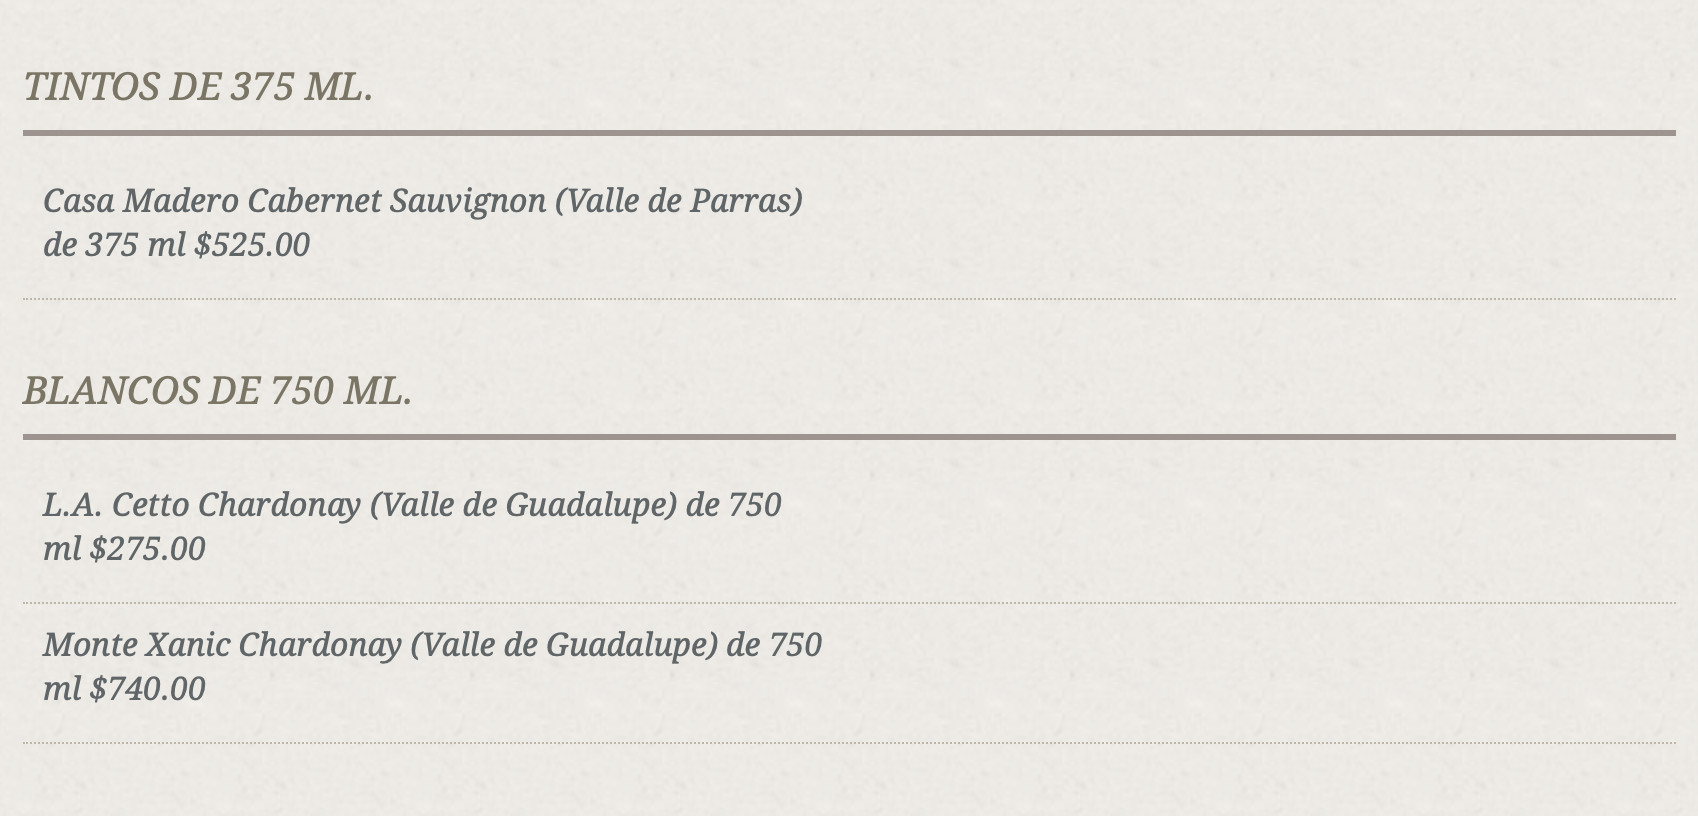 TINTOS DE 375 ML.
Casa Madero Cabernet Sauvignon (Valle de Parras)
de 375 ml $525.00
BLANCOS DE 750 ML.
L.A. Cetto Chardonay (Valle de Guadalupe) de 750
ml $275.00
Monte Xanic Chardonay (Valle de Guadalupe) de 750
ml $740.00